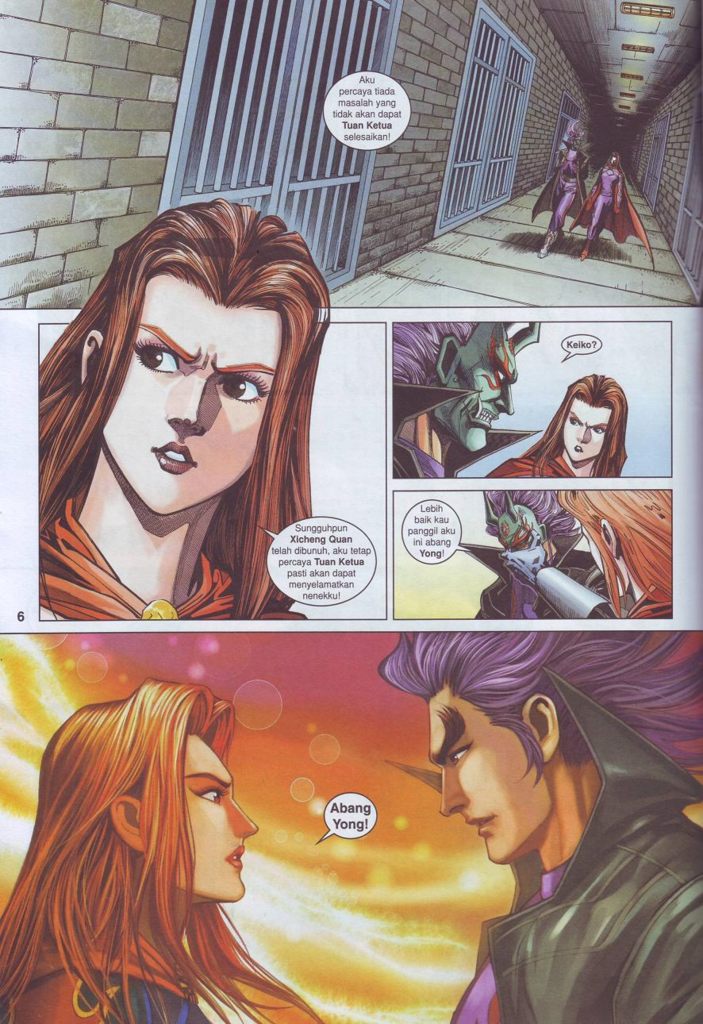 Aku
percaya tiada
masalah yang
tidak akan dapat
Tuan Ketua
selesaikan!
Sungguhpun
Xicheng Quan
telah dibunuh, aku tetap
percaya Tuan Ketua
pasti akan dapat
menyelamatkan
nenekku!
Keiko?
Lebih
baik kau
panggil aku
ini abang
Yong!
6
Abang
Yong!